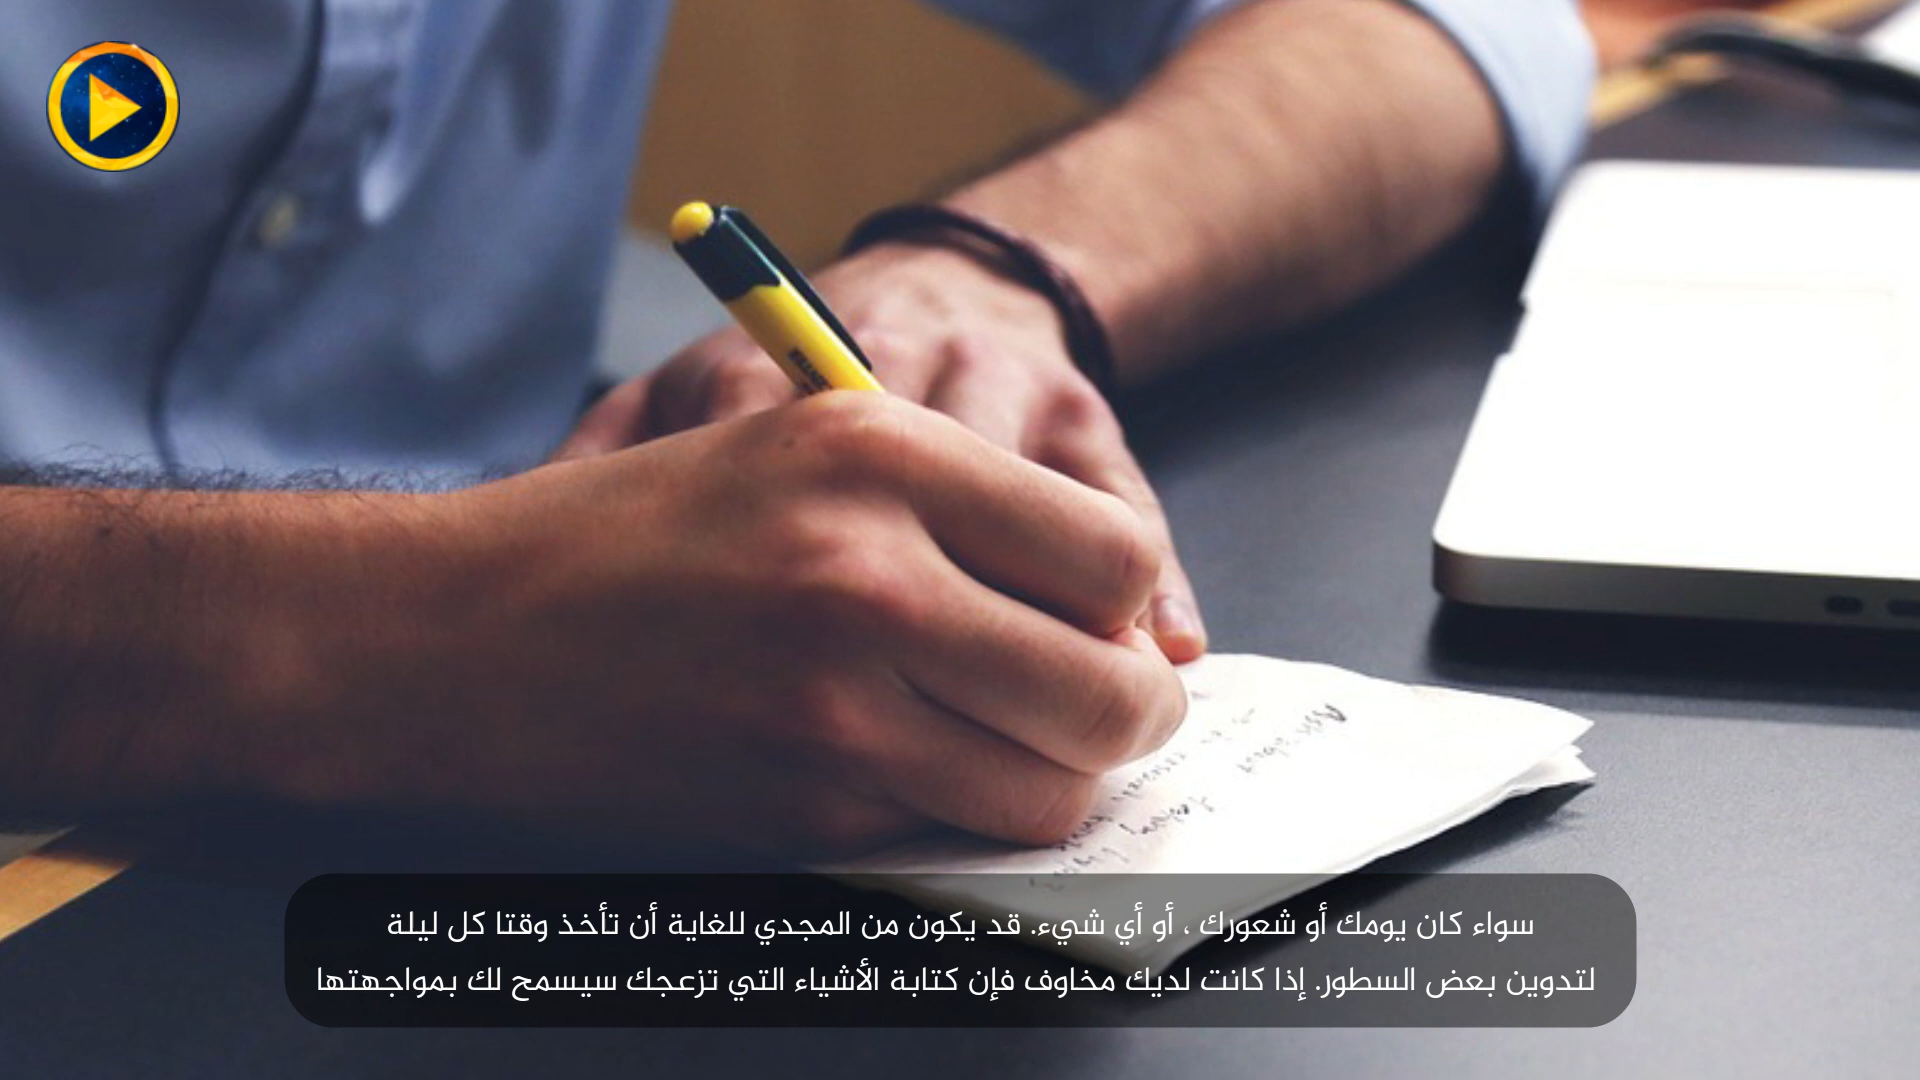 سواء كان يومك أو شعورك ، أو أي شيء. قد يكون من المجدي للغاية أن تأخذ وقتا كل ليلة
لتدوين بعض السطور. إذا كانت لديك مخاوف فإن كتابة الأشياء التي تزعجك سيسمح لك بمواجهتها